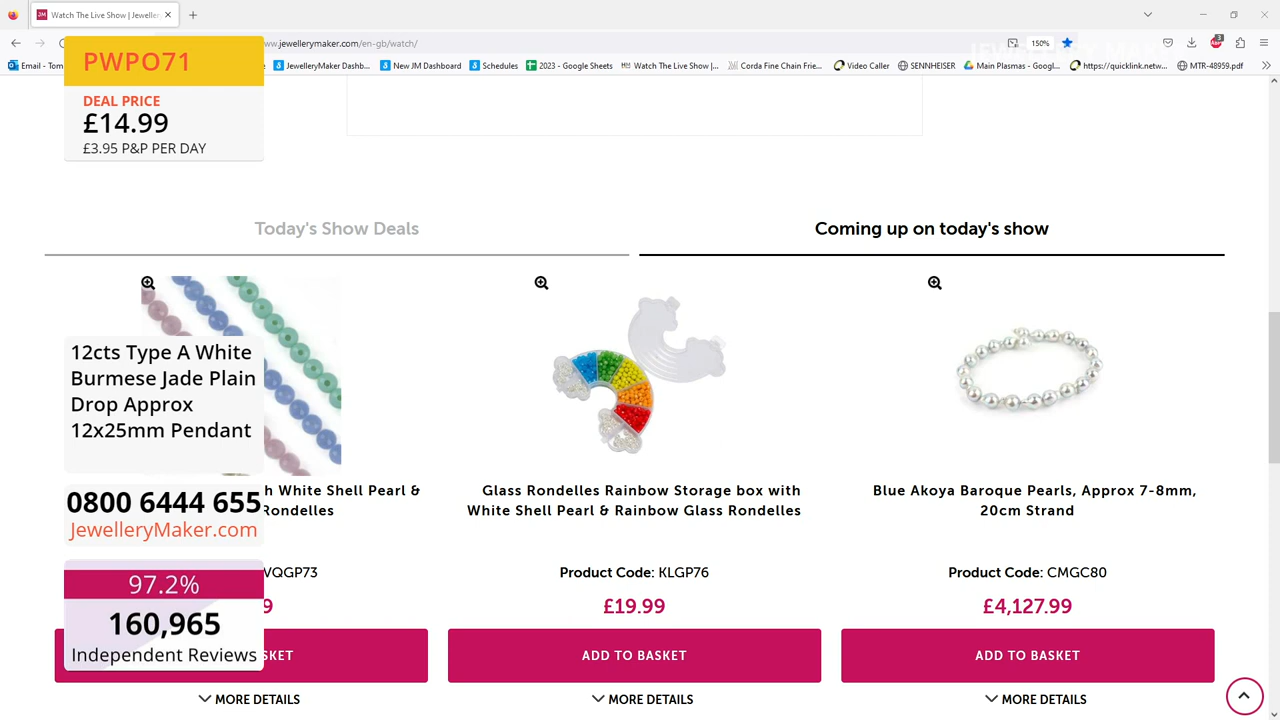 Watch The Live Show | Jeweller
ww.jewellerymaker.com/en-gb/watch/
150%
3
Email - Tom
JewelleryMaker Dashb...
New JM Dashboard
Schedules
2023 - Google Sheets
Watch The Live Show |...
Corda Fine Chain Frie...
Video Caller
SENNHEISER
Main Plasmas - Googl...
https://quicklink.netw...
MTR-48959.pdf
PWPO71
DEAL PRICE
£14.99
£3.95 P&P PER DAY
Today's Show Deals
Coming up on today's show
12cts Type A White
Burmese Jade Plain
Drop Approx
12x25mm Pendant
0800 6444 655
JewelleryMaker.com
97.2%
160,965
Independent Reviews
h White Shell Pearl &
Rondelles
VQGP73
9
SKET
MORE DETAILS
Glass Rondelles Rainbow Storage box with
White Shell Pearl & Rainbow Glass Rondelles
Product Code: KLGP76
£19.99
ADD TO BASKET
MORE DETAILS
Blue Akoya Baroque Pearls, Approx 7-8mm,
20cm Strand
Product Code: CMGC80
£4,127.99
ADD TO BASKET
MORE DETAILS